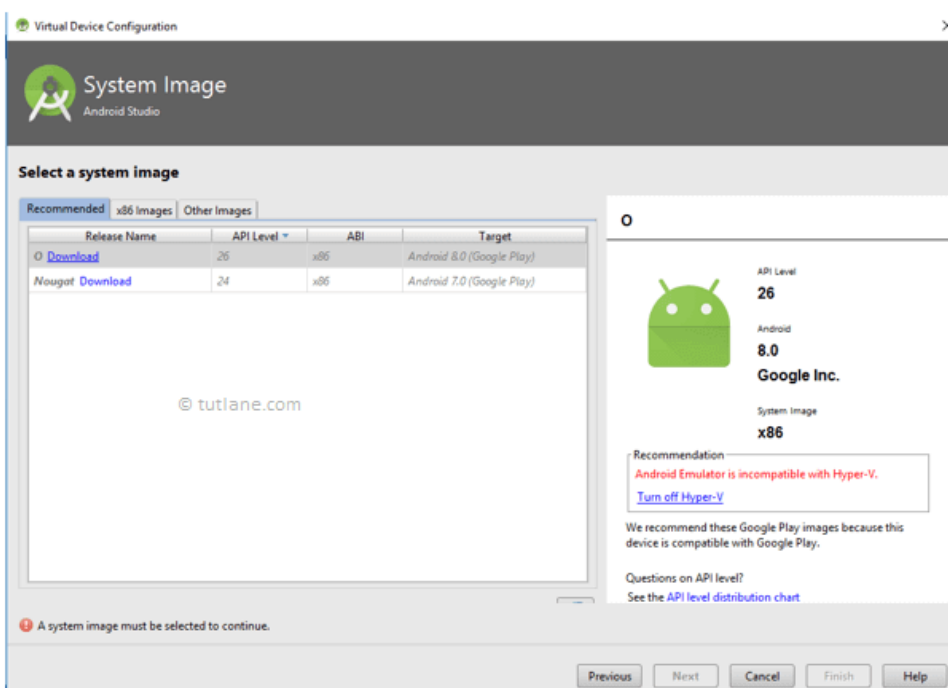 Virtual Device Configuration
System Image
Android Studio
Select a system image
Recommended x86 Images Other Images
Release Name API Level ABI Target
O Download 26 x86 Android 8.0 (Google Play)
Nougat Download 24 x86 Android 7.0 (Google Play)
© tutlane.com
O
API Level
26
Android
8.0
Google Inc.
System Image
x86
Recommendation
Android Emulator is incompatible with Hyper-V.
Turn off Hyper-V
We recommend these Google Play images because this
device is compatible with Google Play.
Questions on API level?
See the API level distribution chart
A system image must be selected to continue.
Previous Next Cancel Finish Help